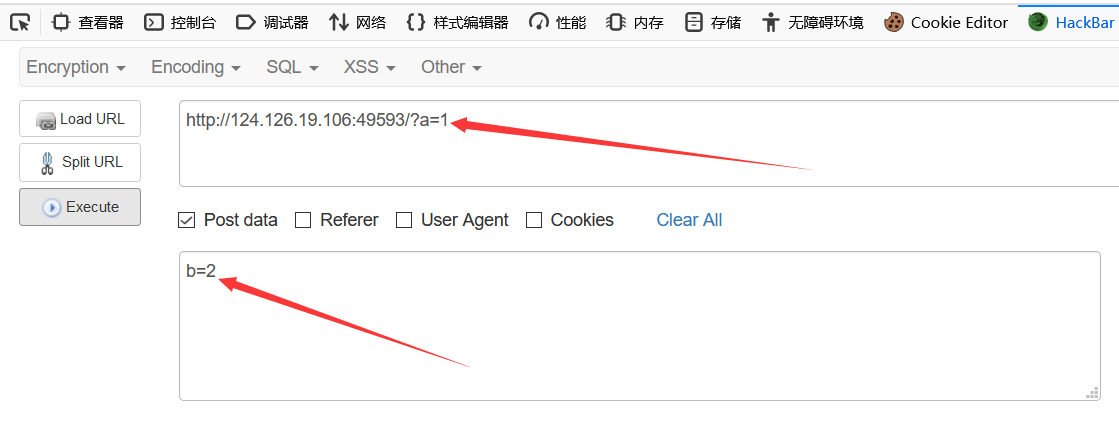 查看器 控制台 调试器 网络 {} 样式编辑器 性能 内存 存储 无障碍环境 Cookie Editor HackBar
Encryption Encoding SQL XSS Other
Load URL http://124.126.19.106:49593/?a=1
Split URL
Execute
Post data Referer User Agent Cookies Clear All
b=2